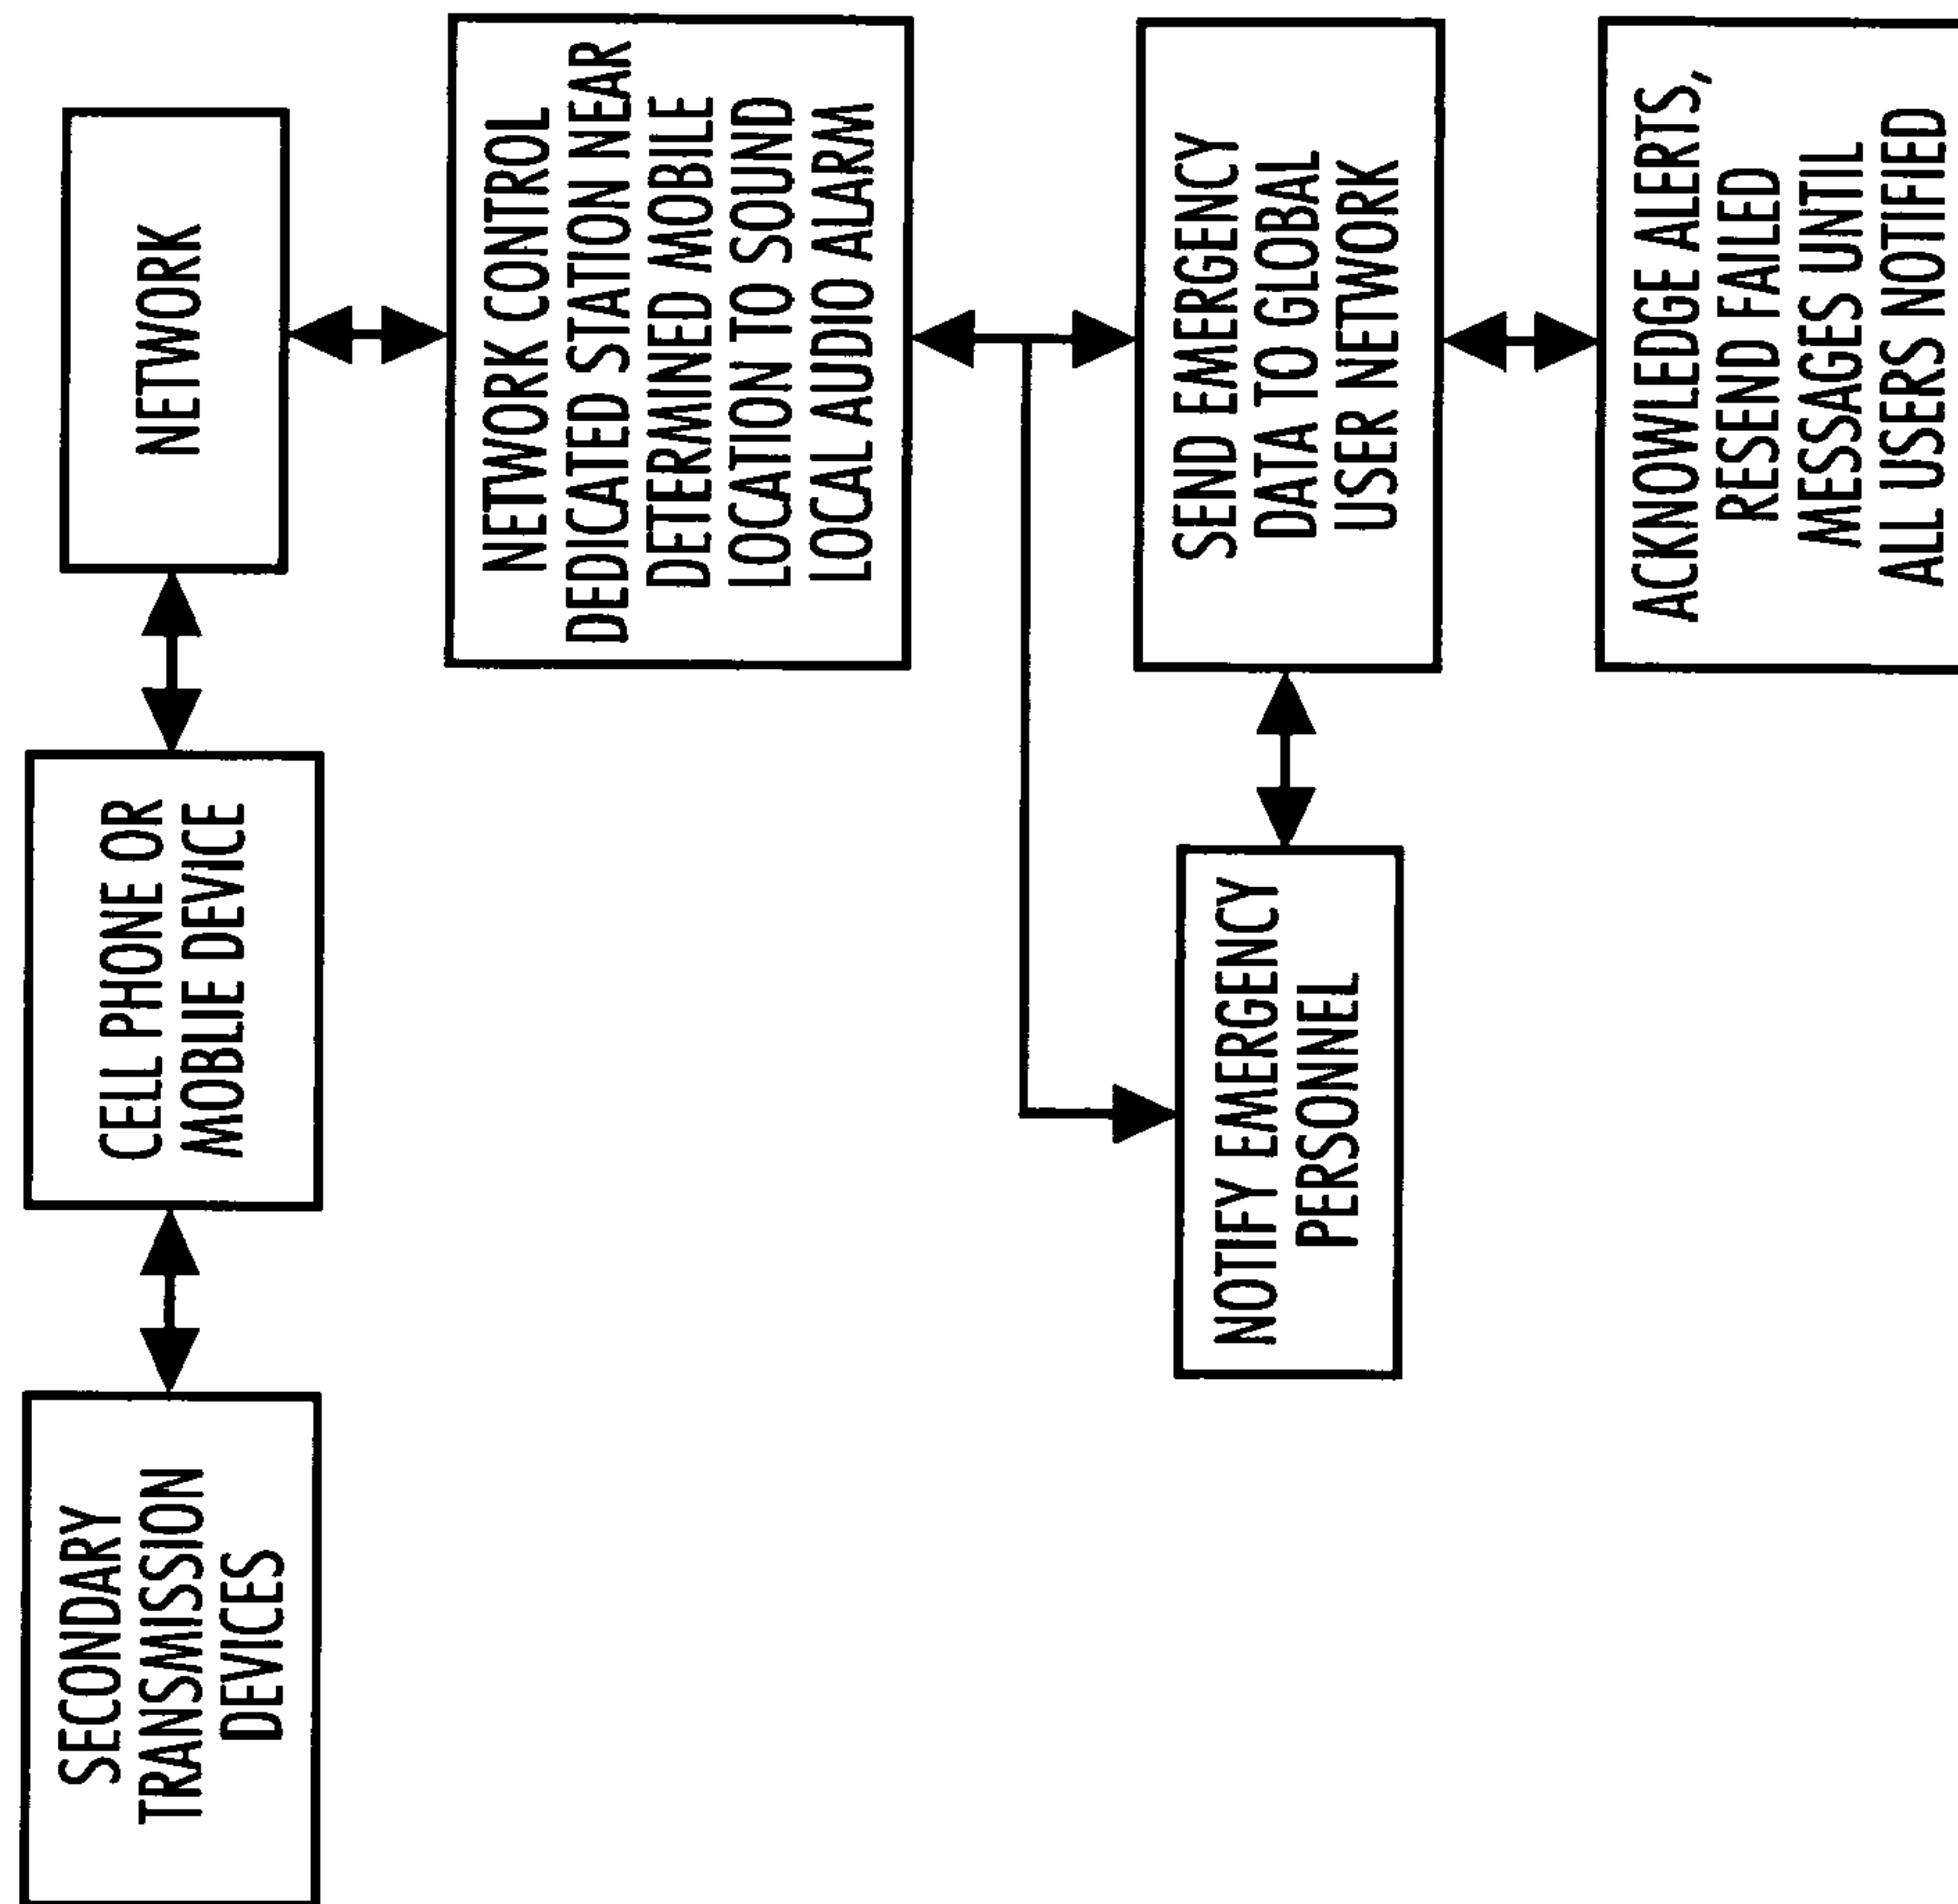 SECONDARY
TRANSMISSION
DEVICES
CELL PHONE OR
MOBLIE DEVICE
NETWORK
NETWORK CONTROL
DEDICATED STATION NEAR
DETERMINED MOBILE
LOCATION TO SOUND
LOCAL AUDIO ALARM
NOTIFY EMERGENCY
PERSONNEL
SEND EMERGENCY
DATA TO GLOBAL
USER NETWORK
ACKNOWLEDGE ALERTS,
RESEND FAILED
MESSAGES UNTIL
ALL USERS NOTIFIED